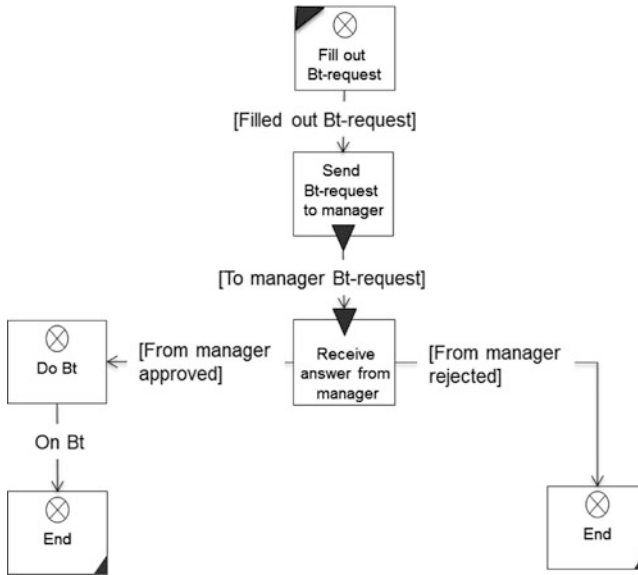 Fill out
Bt-request
[Filled out Bt-request]
Send
Bt-request
to manager
[To manager Bt-request]
Do Bt
[From manager
approved]
Receive
answer from
manager
[From manager
rejected]
On Bt
End
End